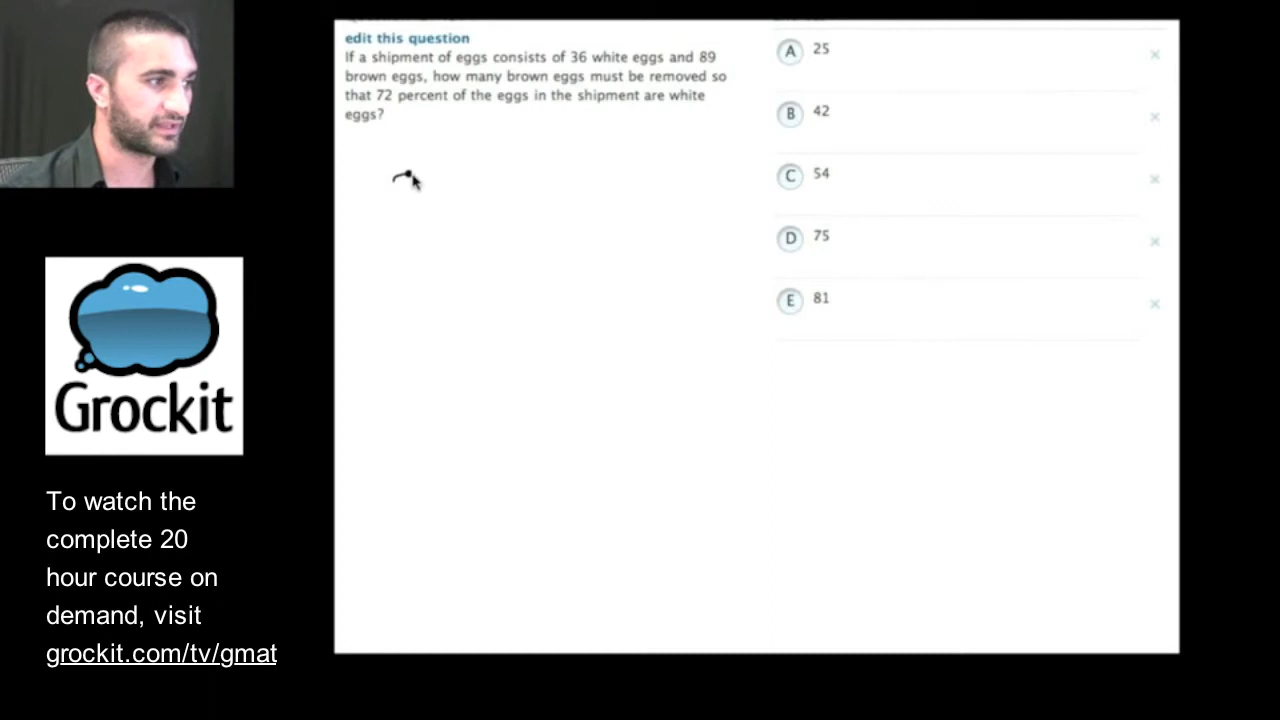 edit this question
If a shipment of eggs consists of 36 white eggs and 89
brown eggs, how many brown eggs must be removed so
that 72 percent of the eggs in the shipment are white
eggs?
A 25
B 42
C 54
D 75
E 81
Grockit
To watch the
complete 20
hour course on
demand, visit
grockit.com/tv/gmat